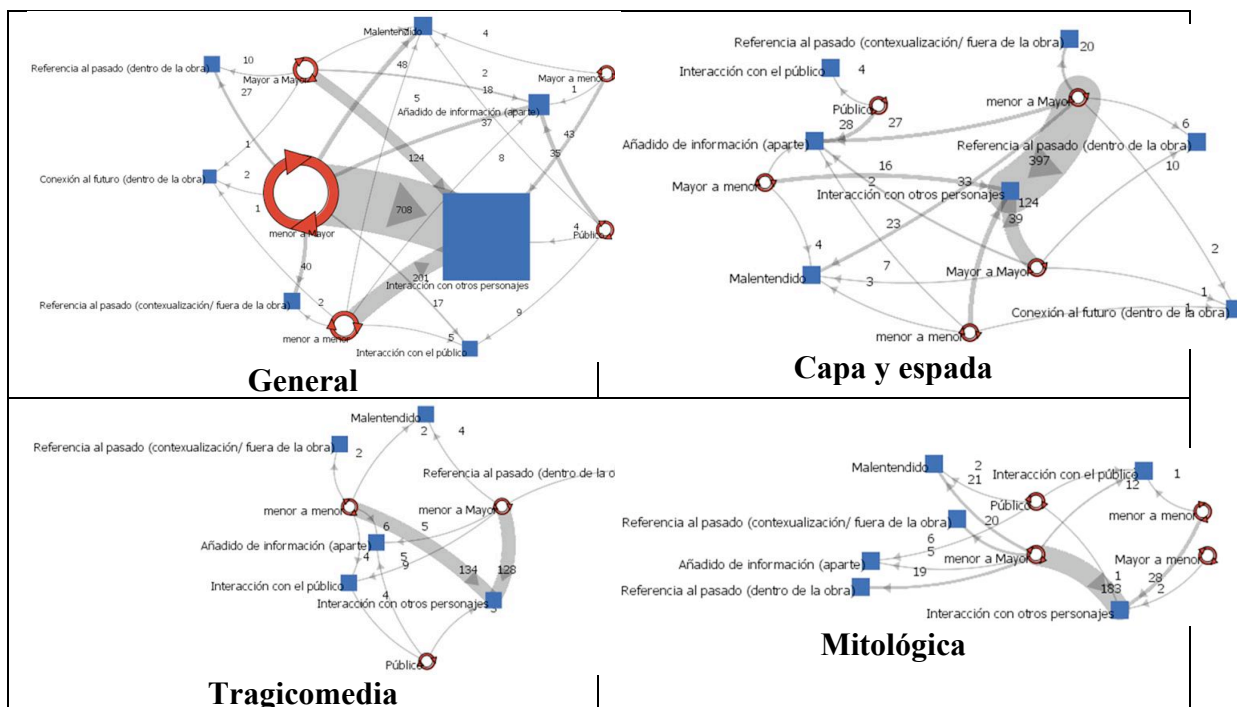 Malentendido
4
10
48
2
Referencia al pasado (dentro de la obra)
Mayor a Mayor
Mayor a menor
27
18
1
5
Añadido de información (aparte)
37
43
124
8
35
1
Conexión al futuro (dentro de la obra)
2
1
708
4
menor a Mayor
Público
40
201
Interacción con otros personajes
Referencia al pasado (contexualización/ fuera de la obra)
2
17
9
menor a menor
5
Interacción con el público
General
Referencia al pasado (contexualización/ fuera de la obra)
20
Interacción con el público
4
menor a Mayor
Público
28
27
6
Añadido de información (aparte)
Referencia al pasado (dentro de la obra)
397
10
16
Mayor a menor
2
33
Interacción con otros personajes
124
39
23
4
2
7
Malentendido
3
Mayor a Mayor
1
1
Conexión al futuro (dentro de la obra)
menor a menor
Capa y espada
Malentendido
2
4
Referencia al pasado (contexualización/ fuera de la obra)
2
Referencia al pasado (dentro de la o
menor a menor
menor a Mayor
6
5
Añadido de información (aparte)
4
5
9
134
128
Interacción con el público
4
Interacción con otros personajes
3
Público
Tragicomedia
Malentendido
2
Interacción con el público
1
21
12
Público
menor a menor
Referencia al pasado (contexualización/ fuera de la obra)
20
6
5
menor a Mayor
Mayor a menor
Añadido de información (aparte)
19
1
28
Referencia al pasado (dentro de la obra)
183
2
Interacción con otros personajes
Mitológica